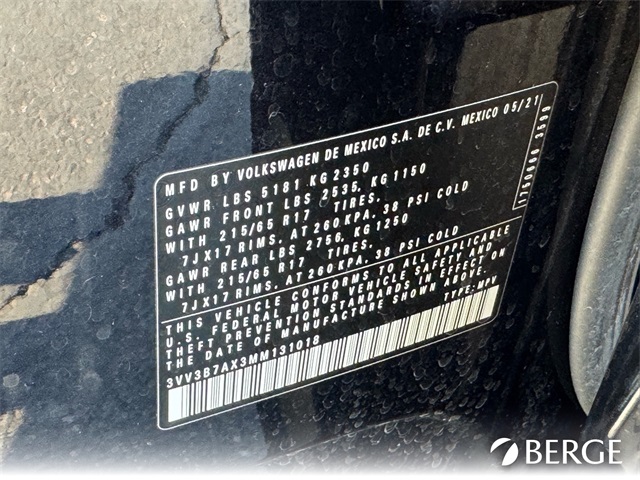 MFD BY VOLKSWAGEN DE MEXICO S.A. DE C.V. MEXICO 05/21
GVWR LBS 5181 KG 2350
GAWR FRONT LBS 2535, KG 1150
WITH 215/65 R17 TIRES,
7JX17 RIMS, AT 260 KPA, 38 PSI COLD
GAWR REAR LBS 2756, KG 1250
WITH 215/65 R17 TIRES,
7JX17 RIMS, AT 260 KPA, 38 PSI COLD
THIS VEHICLE CONFORMS TO ALL APPLICABLE
U.S. FEDERAL MOTOR VEHICLE SAFETY AND
THEFT PREVENTION STANDARDS IN EFFECT ON
THE DATE OF MANUFACTURE SHOWN ABOVE.
3VV3B7AX3MM131018 TYPE: MPV
BERGE